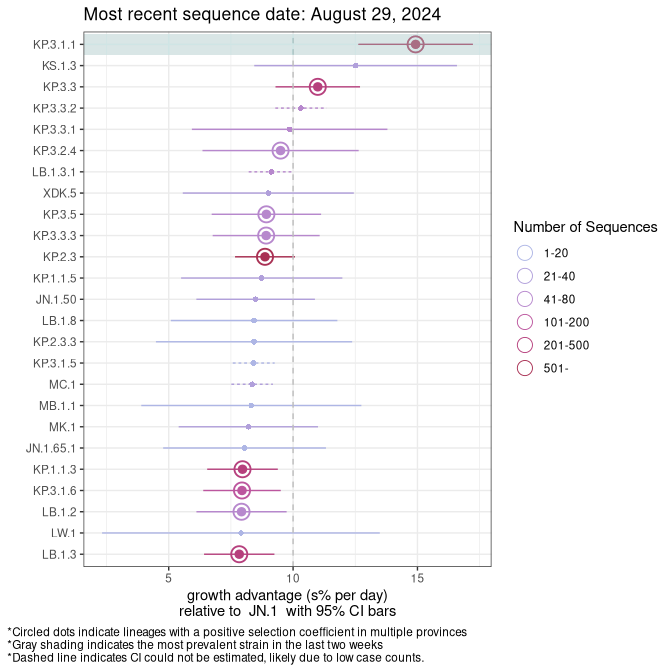 Most recent sequence date: August 29, 2024
KP.3.1.1
KS.1.3
KP.3.3
KP.3.3.2
KP.3.3.1
KP.3.2.4
LB.1.3.1
XDK.5
KP.3.5
KP.3.3.3
KP.2.3
KP.1.1.5
JN.1.50
LB.1.8
KP.2.3.3
KP.3.1.5
MC.1
MB.1.1
MK.1
JN.1.65.1
KP.1.1.3
KP.3.1.6
LB.1.2
LW.1
LB.1.3
5 10 15
growth advantage (s% per day)
relative to JN.1 with 95% CI bars
Number of Sequences
1-20
21-40
41-80
101-200
201-500
501-
*Circled dots indicate lineages with a positive selection coefficient in multiple provinces
*Gray shading indicates the most prevalent strain in the last two weeks
*Dashed line indicates CI could not be estimated, likely due to low case counts.